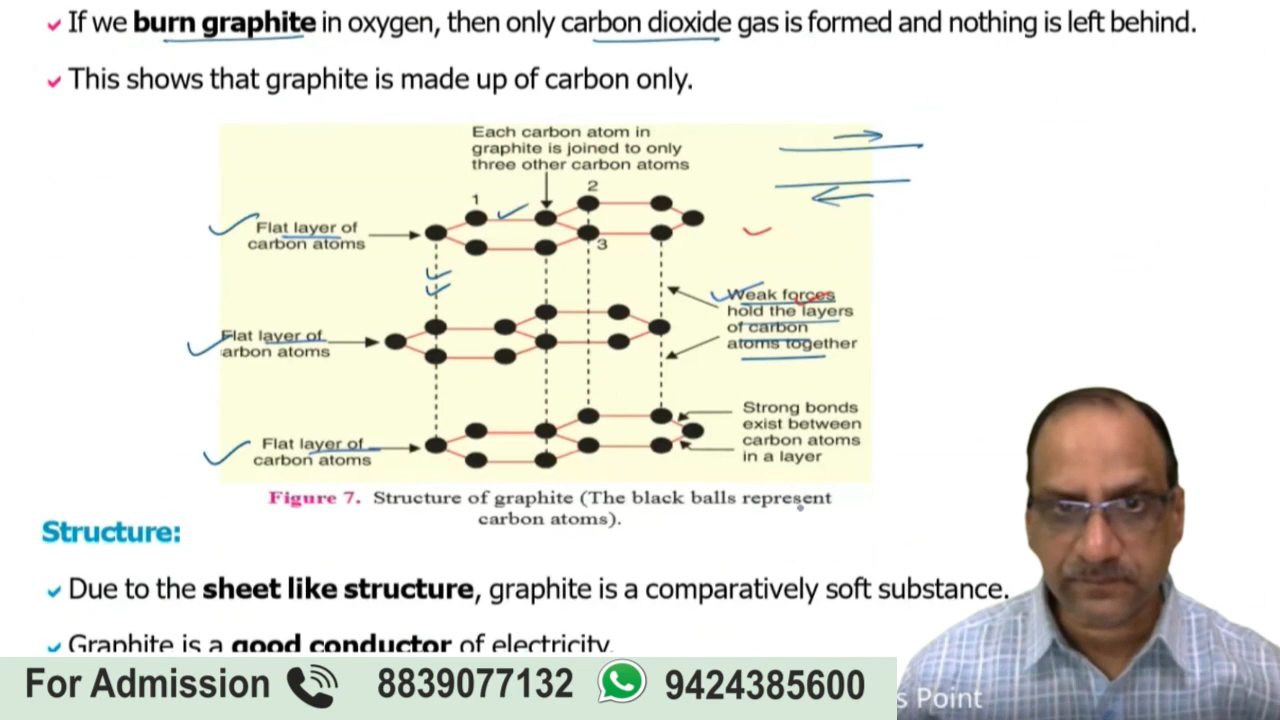 If we burn graphite in oxygen, then only carbon dioxide gas is formed and nothing is left behind.
This shows that graphite is made up of carbon only.
Each carbon atom in
graphite is joined to only
three other carbon atoms
1
2
3
Flat layer of
carbon atoms
Weak forces
hold the layers
of carbon
atoms together
Flat layer of
arbon atoms
Strong bonds
exist between
carbon atoms
in a layer
Flat layer of
carbon atoms
Figure 7. Structure of graphite (The black balls represent
carbon atoms).
Structure:
Due to the sheet like structure, graphite is a comparatively soft substance.
Graphite is a good conductor of electricity.
For Admission 8839077132 9424385600
s Point